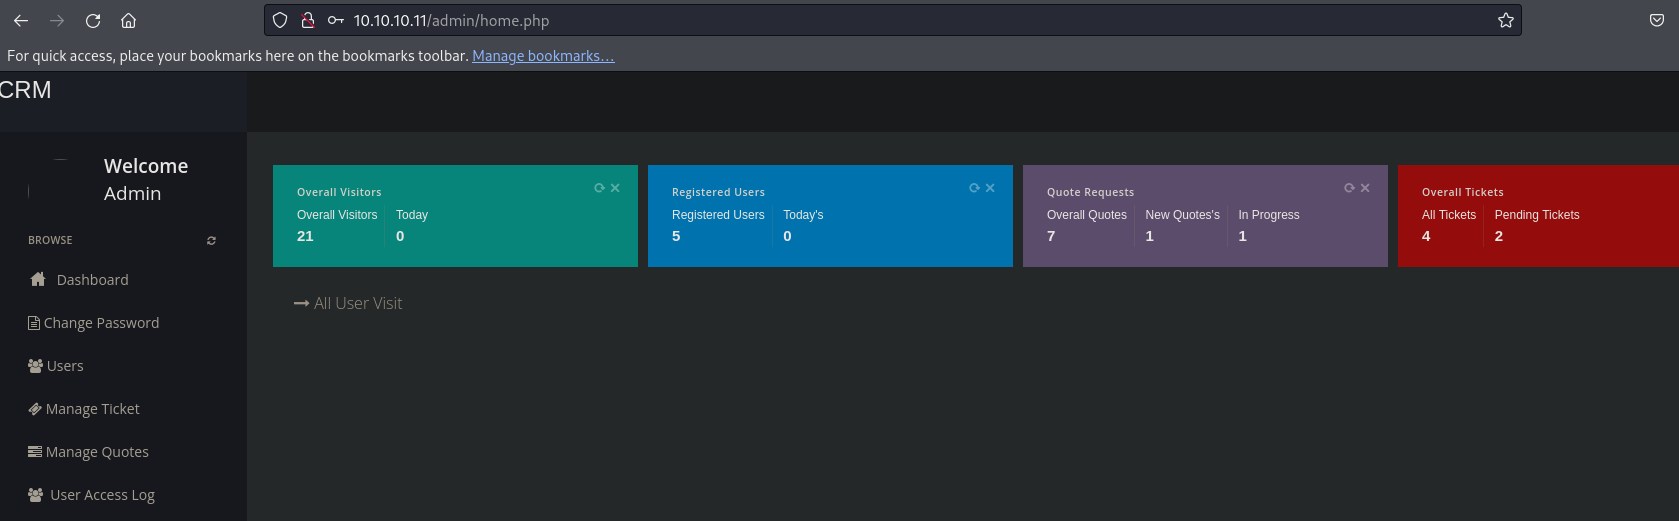 10.10.10.11/admin/home.php
For quick access, place your bookmarks here on the bookmarks toolbar. Manage bookmarks...
CRM
Welcome
Admin
BROWSE
Dashboard
Change Password
Users
Manage Ticket
Manage Quotes
User Access Log
Overall Visitors
Overall Visitors Today
21 0
Registered Users
Registered Users Today's
5 0
Quote Requests
Overall Quotes New Quotes's In Progress
7 1 1
Overall Tickets
All Tickets Pending Tickets
4 2
All User Visit